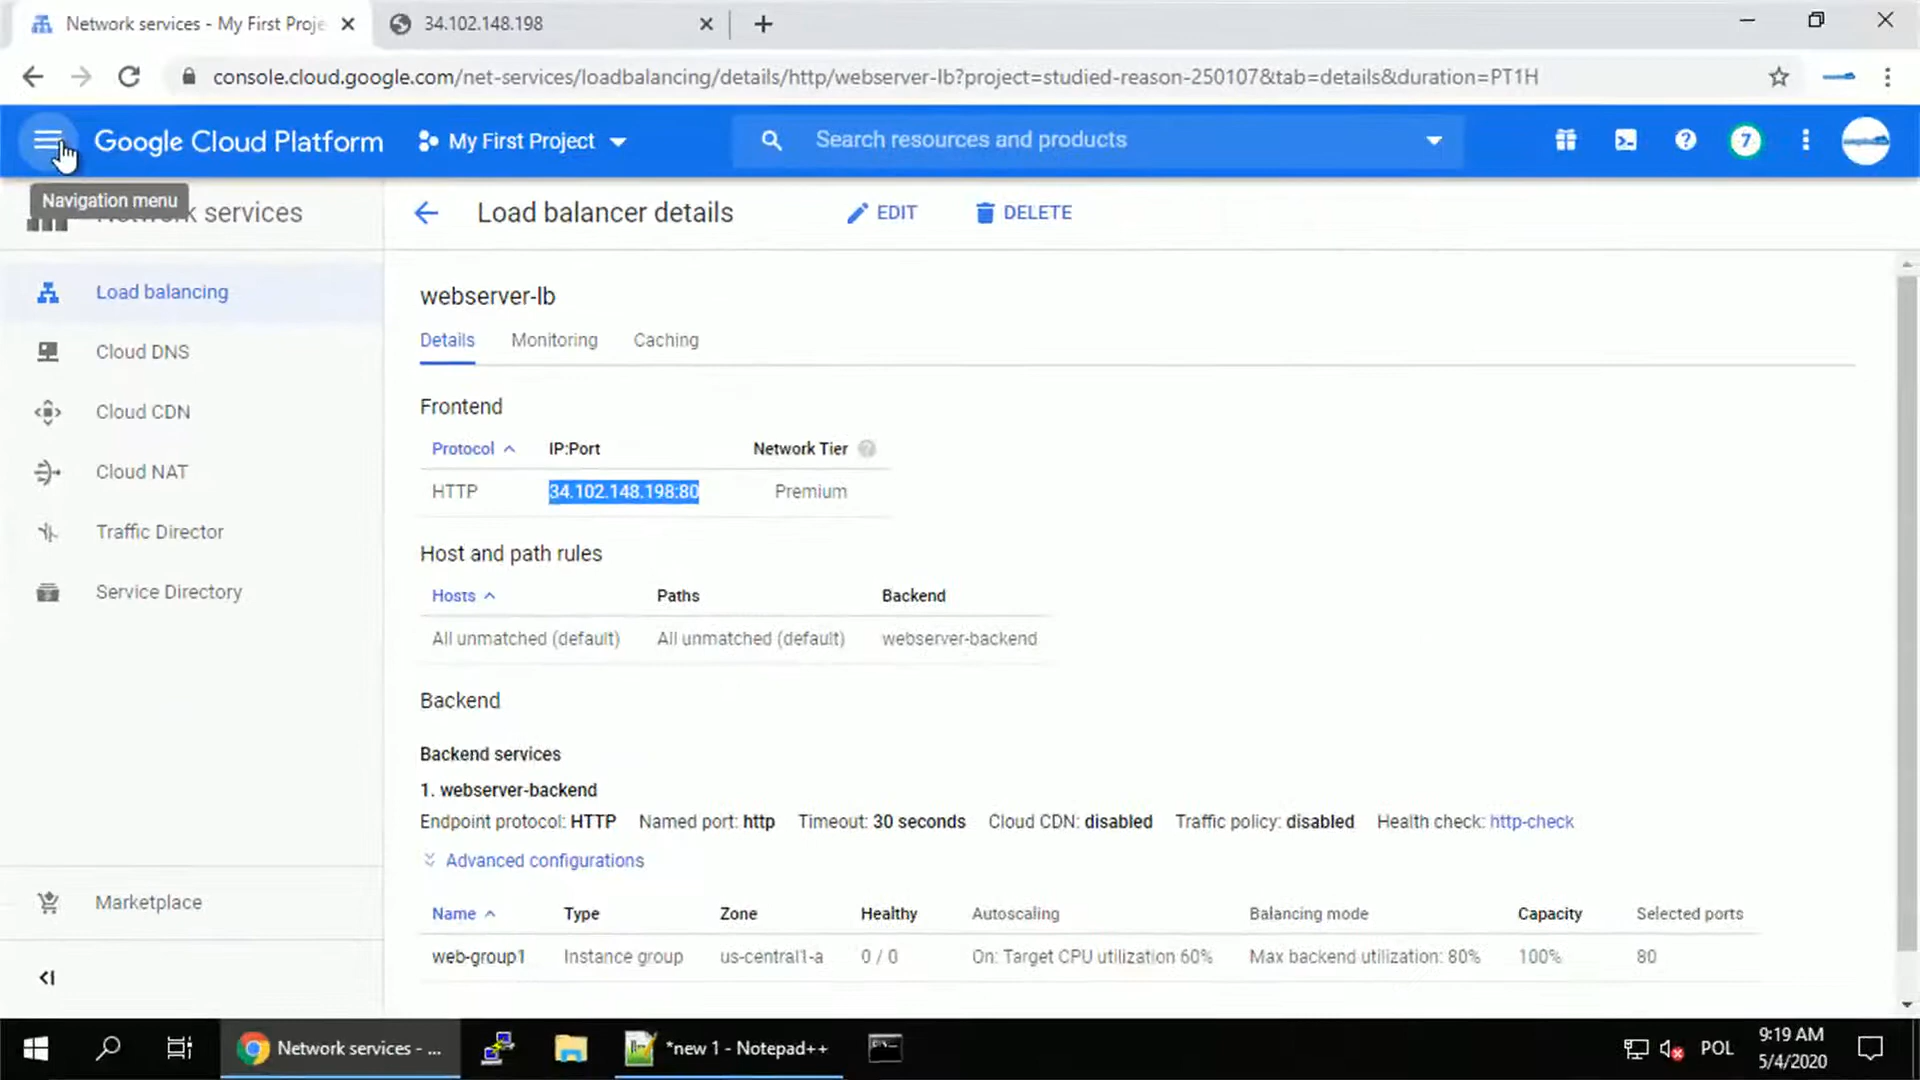 Network services - My First Proje
34.102.148.198
console.cloud.google.com/net-services/loadbalancing/details/http/webserver-lb?project=studied-reason-250107&tab=details&duration=PT1H
Google Cloud Platform
My First Project
Search resources and products
7
Navigation menu
Network services
Load balancer details
EDIT
DELETE
Load balancing
Cloud DNS
Cloud CDN
Cloud NAT
Traffic Director
Service Directory
Marketplace
webserver-lb
Details Monitoring Caching
Frontend
Protocol IP:Port Network Tier
HTTP 34.102.148.198:80 Premium
Host and path rules
Hosts Paths Backend
All unmatched (default) All unmatched (default) webserver-backend
Backend
Backend services
1. webserver-backend
Endpoint protocol: HTTP Named port: http Timeout: 30 seconds Cloud CDN: disabled Traffic policy: disabled Health check: http-check
Advanced configurations
Name Type Zone Healthy Autoscaling Balancing mode Capacity Selected ports
web-group1 Instance group us-central1-a 0 / 0 On: Target CPU utilization 60% Max backend utilization: 80% 100% 80
Network services - ...
*new 1 - Notepad++
POL
9:19 AM
5/4/2020